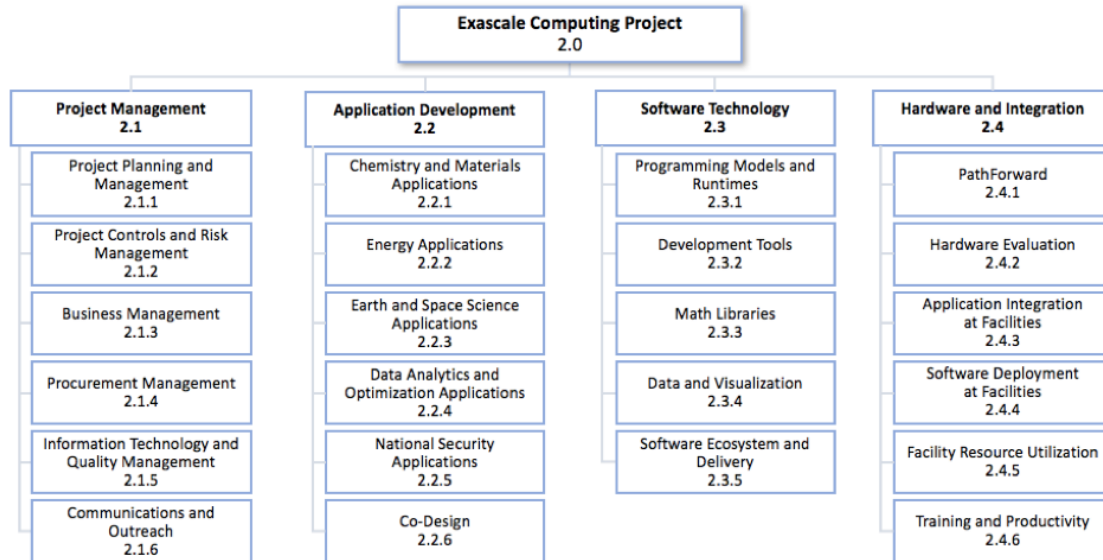 Exascale Computing Project
2.0
Project Management
2.1
Project Planning and
Management
2.1.1
Project Controls and Risk
Management
2.1.2
Business Management
2.1.3
Procurement Management
2.1.4
Information Technology and
Quality Management
2.1.5
Communications and
Outreach
2.1.6
Application Development
2.2
Chemistry and Materials
Applications
2.2.1
Energy Applications
2.2.2
Earth and Space Science
Applications
2.2.3
Data Analytics and
Optimization Applications
2.2.4
National Security
Applications
2.2.5
Co-Design
2.2.6
Software Technology
2.3
Programming Models and
Runtimes
2.3.1
Development Tools
2.3.2
Math Libraries
2.3.3
Data and Visualization
2.3.4
Software Ecosystem and
Delivery
2.3.5
Hardware and Integration
2.4
PathForward
2.4.1
Hardware Evaluation
2.4.2
Application Integration
at Facilities
2.4.3
Software Deployment
at Facilities
2.4.4
Facility Resource Utilization
2.4.5
Training and Productivity
2.4.6